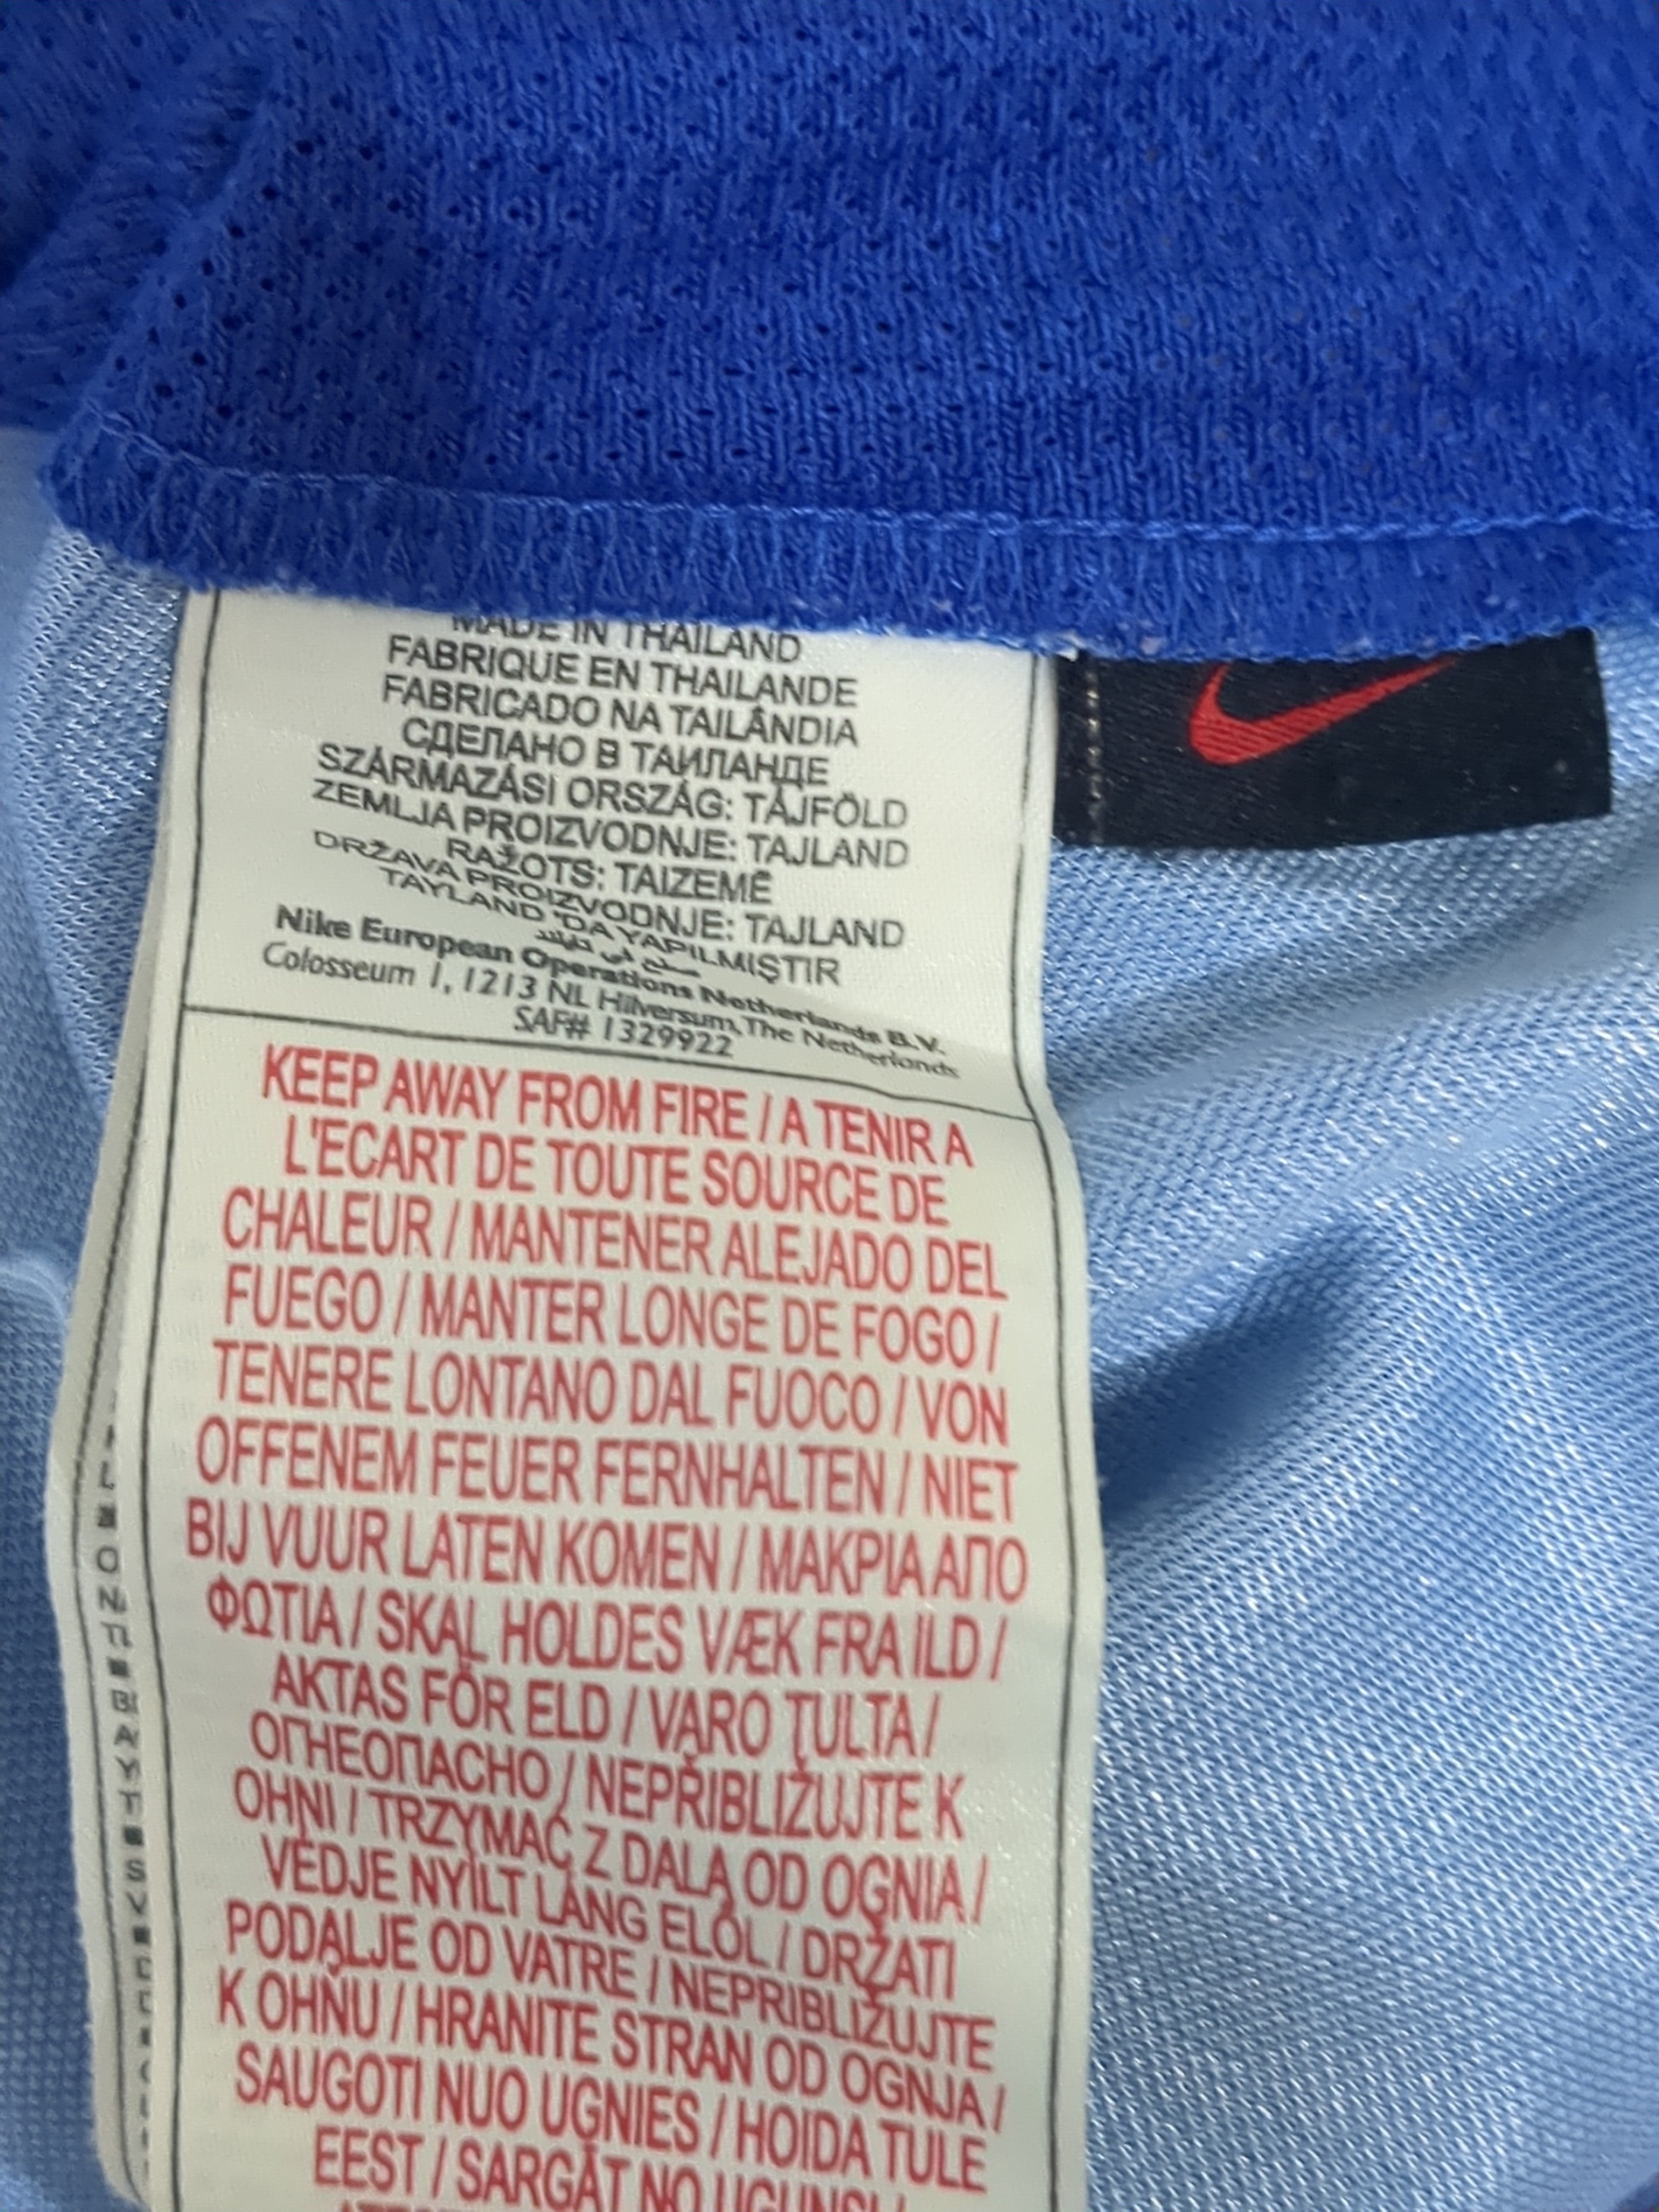 MADE IN THAILAND
FABRIQUE EN THAILANDE
FABRICADO NA TAILÂNDIA
СДЕЛАНО В ТАИЛАНДЕ
SZÁRMAZÁSI ORSZÁG: TÁJFÖLD
ZEMLJA PROIZVODNJE: TAJLAND
RAŽOTS: TAIZEMĒ
DRŽAVA PROIZVODNJE: TAJLAND
TAYLAND 'DA YAPILMIŞTIR
Nike European Operations Netherlands B.V.
Colosseum 1, 1213 NL Hilversum, The Netherlands
SAF# 1329922
KEEP AWAY FROM FIRE / A TENIR A
L'ECART DE TOUTE SOURCE DE
CHALEUR / MANTENER ALEJADO DEL
FUEGO / MANTER LONGE DE FOGO /
TENERE LONTANO DAL FUOCO / VON
OFFENEM FEUER FERNHALTEN / NIET
BIJ VUUR LATEN KOMEN / ΜΑΚΡΙΑ ΑΠΟ
ΦΩΤΙΑ / SKAL HOLDES VÆK FRA ILD /
AKTAS FÖR ELD / VARO TULTA /
ОГНЕОПАСНО / NEPŘIBLIŽUJTE K
OHNI / TRZYMAĆ Z DALA OD OGNIA /
VÉDJE NYÍLT LÁNG ELŐL / DRŽATI
PODALJE OD VATRE / NEPRIBLIŽUJTE
K OHŇU / HRANITE STRAN OD OGNJA /
SAUGOTI NUO UGNIES / HOIDA TULE
EEST / SARGĀT NO UGUNS! /